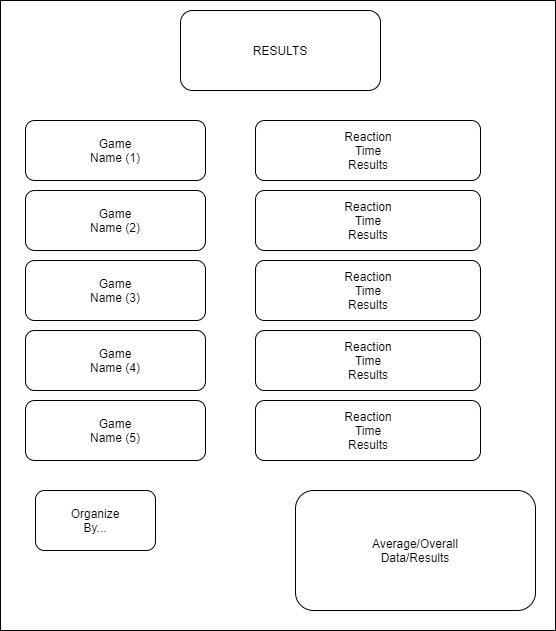 RESULTS
Game
Name (1)
Reaction
Time
Results
Game
Name (2)
Reaction
Time
Results
Game
Name (3)
Reaction
Time
Results
Game
Name (4)
Reaction
Time
Results
Game
Name (5)
Reaction
Time
Results
Organize
By...
Average/Overall
Data/Results